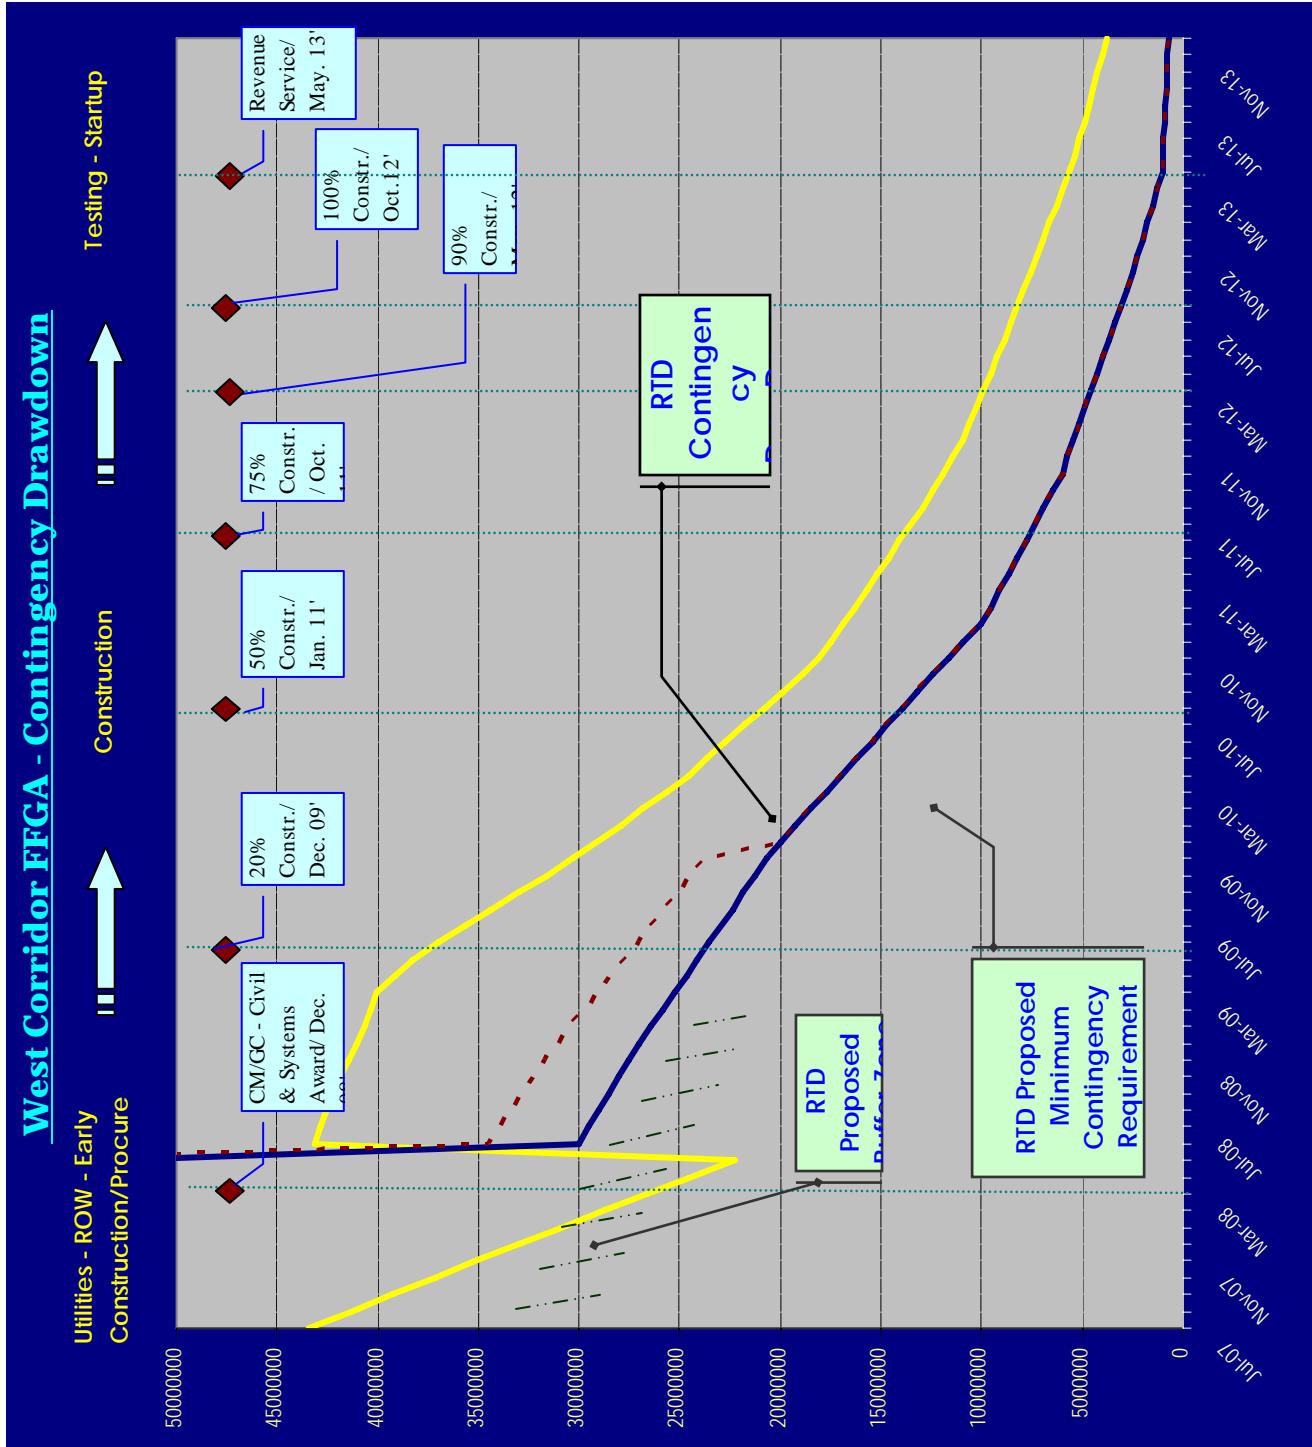 West Corridor FFGA - Contingency Drawdown
Utilities - ROW - Early
Construction/Procure
Construction
Testing - Startup
CM/GC - Civil
& Systems
Award/ Dec.
20%
Constr./
Dec. 09'
50%
Constr./
Jan. 11'
75%
Constr.
/ Oct.
90%
Constr./
100%
Constr./
Oct.12'
Revenue
Service/
May. 13'
RTD
Contingen
cy
RTD
Proposed
Buffer Zone
RTD Proposed
Minimum
Contingency
Requirement
50000000
45000000
40000000
35000000
30000000
25000000
20000000
15000000
10000000
5000000
0
Jul-07
Nov-07
Mar-08
Jul-08
Nov-08
Mar-09
Jul-09
Nov-09
Mar-10
Jul-10
Nov-10
Mar-11
Jul-11
Nov-11
Mar-12
Jul-12
Nov-12
Mar-13
Jul-13
Nov-13